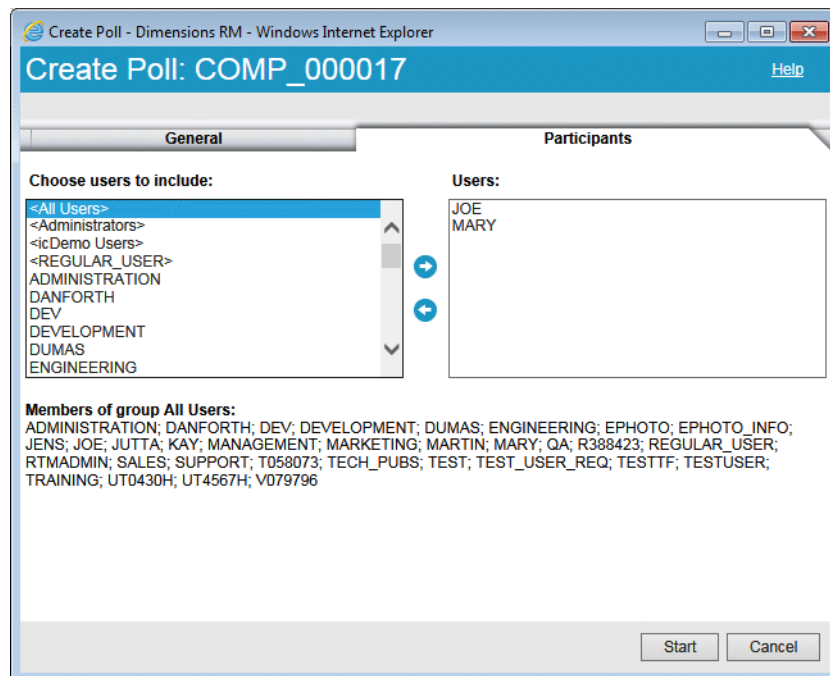 Create Poll - Dimensions RM - Windows Internet Explorer
Create Poll: COMP_000017
Help
General
Participants
Choose users to include:
<All Users>
<Administrators>
<icDemo Users>
<REGULAR_USER>
ADMINISTRATION
DANFORTH
DEV
DEVELOPMENT
DUMAS
ENGINEERING
Users:
JOE
MARY
Members of group All Users:
ADMINISTRATION; DANFORTH; DEV; DEVELOPMENT; DUMAS; ENGINEERING; EPHOTO; EPHOTO_INFO;
JENS; JOE; JUTTA; KAY; MANAGEMENT; MARKETING; MARTIN; MARY; QA; R388423; REGULAR_USER;
RTMADMIN; SALES; SUPPORT; T058073; TECH_PUBS; TEST; TEST_USER_REQ; TESTTF; TESTUSER;
TRAINING; UT0430H; UT4567H; V079796
Start
Cancel